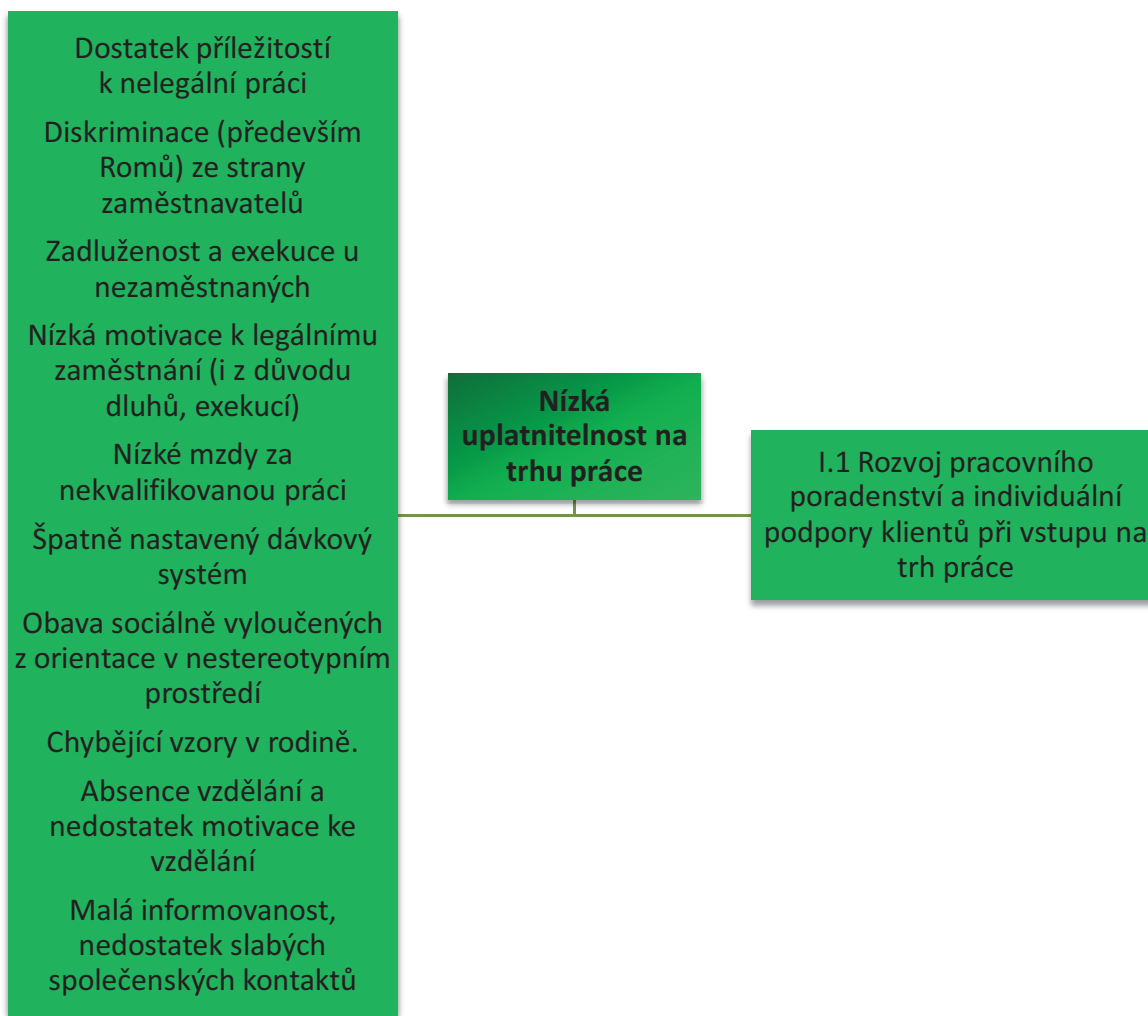 Dostatek příležitostí
k nelegální práci
Diskriminace (především
Romů) ze strany
zaměstnavatelů
Zadluženost a exekuce u
nezaměstnaných
Nízká motivace k legálnímu
zaměstnání (i z důvodu
dluhů, exekucí)
Nízké mzdy za
nekvalifikovanou práci
Špatně nastavený dávkový
systém
Obava sociálně vyloučených
z orientace v nestereotypním
prostředí
Chybějící vzory v rodině.
Absence vzdělání a
nedostatek motivace ke
vzdělání
Malá informovanost,
nedostatek slabých
společenských kontaktů
Nízká
uplatnitelnost na
trhu práce
I.1 Rozvoj pracovního
poradenství a individuální
podpory klientů při vstupu na
trh práce